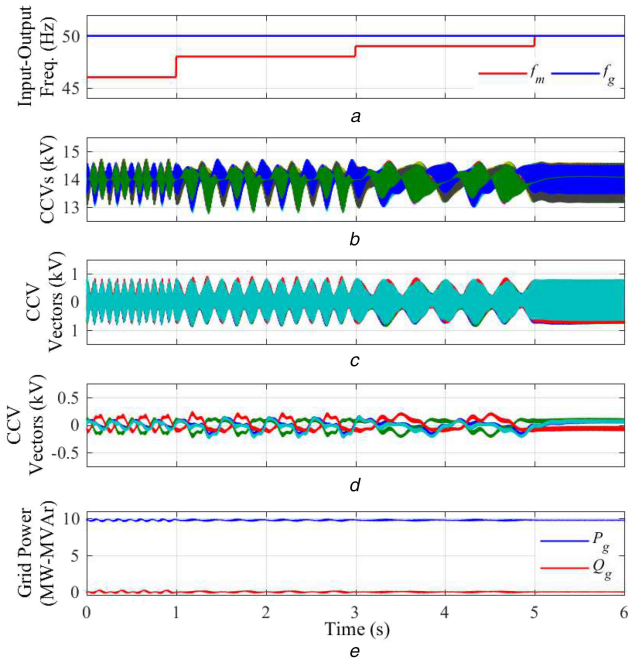 Input-Output
Freq. (Hz)
50
45
f_m f_g
a
CCVs (kV)
15
14
13
b
CCV
Vectors (kV)
1
0
1
c
CCV
Vectors (kV)
0.5
0
-0.5
d
Grid Power
(MW-MVAr)
10
5
0
P_g
Q_g
0 1 2 3 4 5 6
Time (s)
e